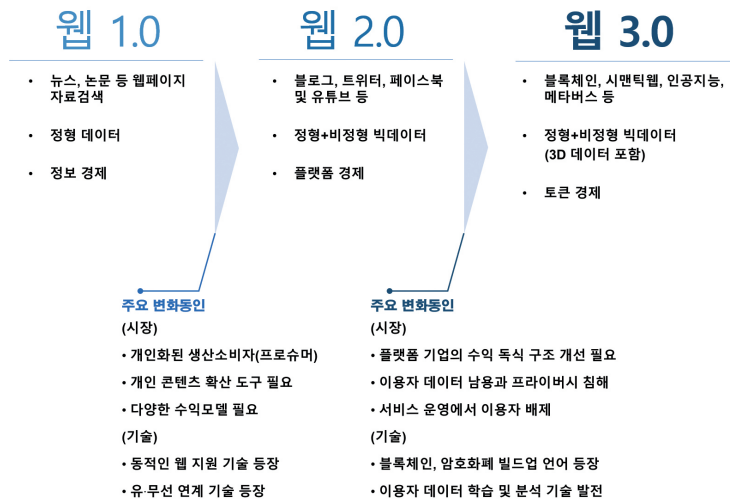 웹 1.0
• 뉴스, 논문 등 웹페이지
자료검색
• 정형 데이터
• 정보 경제
웹 2.0
• 블로그, 트위터, 페이스북
및 유튜브 등
• 정형+비정형 빅데이터
• 플랫폼 경제
웹 3.0
• 블록체인, 시맨틱웹, 인공지능,
메타버스 등
• 정형+비정형 빅데이터
(3D 데이터 포함)
• 토큰 경제
주요 변화동인
(시장)
• 개인화된 생산소비자(프로슈머)
• 개인 콘텐츠 확산 도구 필요
• 다양한 수익모델 필요
(기술)
• 동적인 웹 지원 기술 등장
• 유·무선 연계 기술 등장
주요 변화동인
(시장)
• 플랫폼 기업의 수익 독식 구조 개선 필요
• 이용자 데이터 남용과 프라이버시 침해
• 서비스 운영에서 이용자 배제
(기술)
• 블록체인, 암호화폐 빌드업 언어 등장
• 이용자 데이터 학습 및 분석 기술 발전